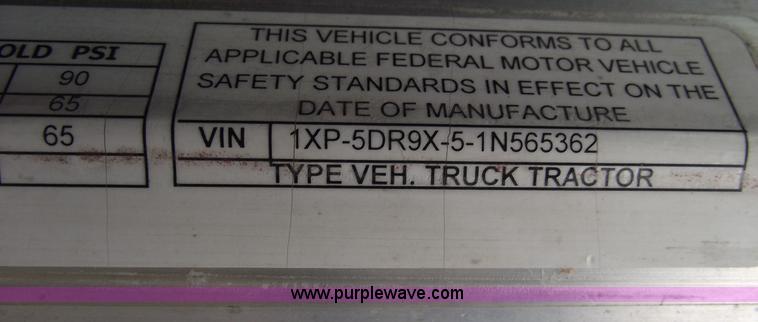 OLD PSI
90
65
65
THIS VEHICLE CONFORMS TO ALL
APPLICABLE FEDERAL MOTOR VEHICLE
SAFETY STANDARDS IN EFFECT ON THE
DATE OF MANUFACTURE
VIN 1XP-5DR9X-5-1N565362
TYPE VEH. TRUCK TRACTOR
www.purplewave.com